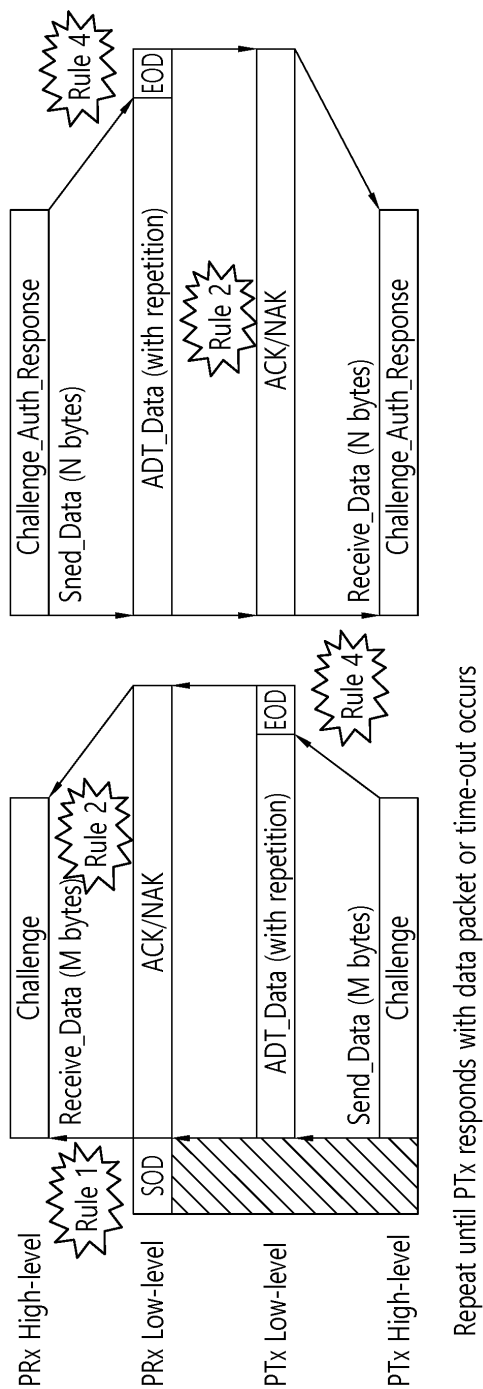 PRx High-level
PRx Low-level
PTx Low-level
PTx High-level
Rule 1
SOD
Challenge
Receive_Data (M bytes)
Rule 2
ACK/NAK
ADT_Data (with repetition)
EOD
Rule 4
Send_Data (M bytes)
Challenge
Challenge_Auth_Response
Sned_Data (N bytes)
Rule 4
ADT_Data (with repetition)
EOD
Rule 2
ACK/NAK
Receive_Data (N bytes)
Challenge_Auth_Response
Repeat until PTx responds with data packet or time-out occurs